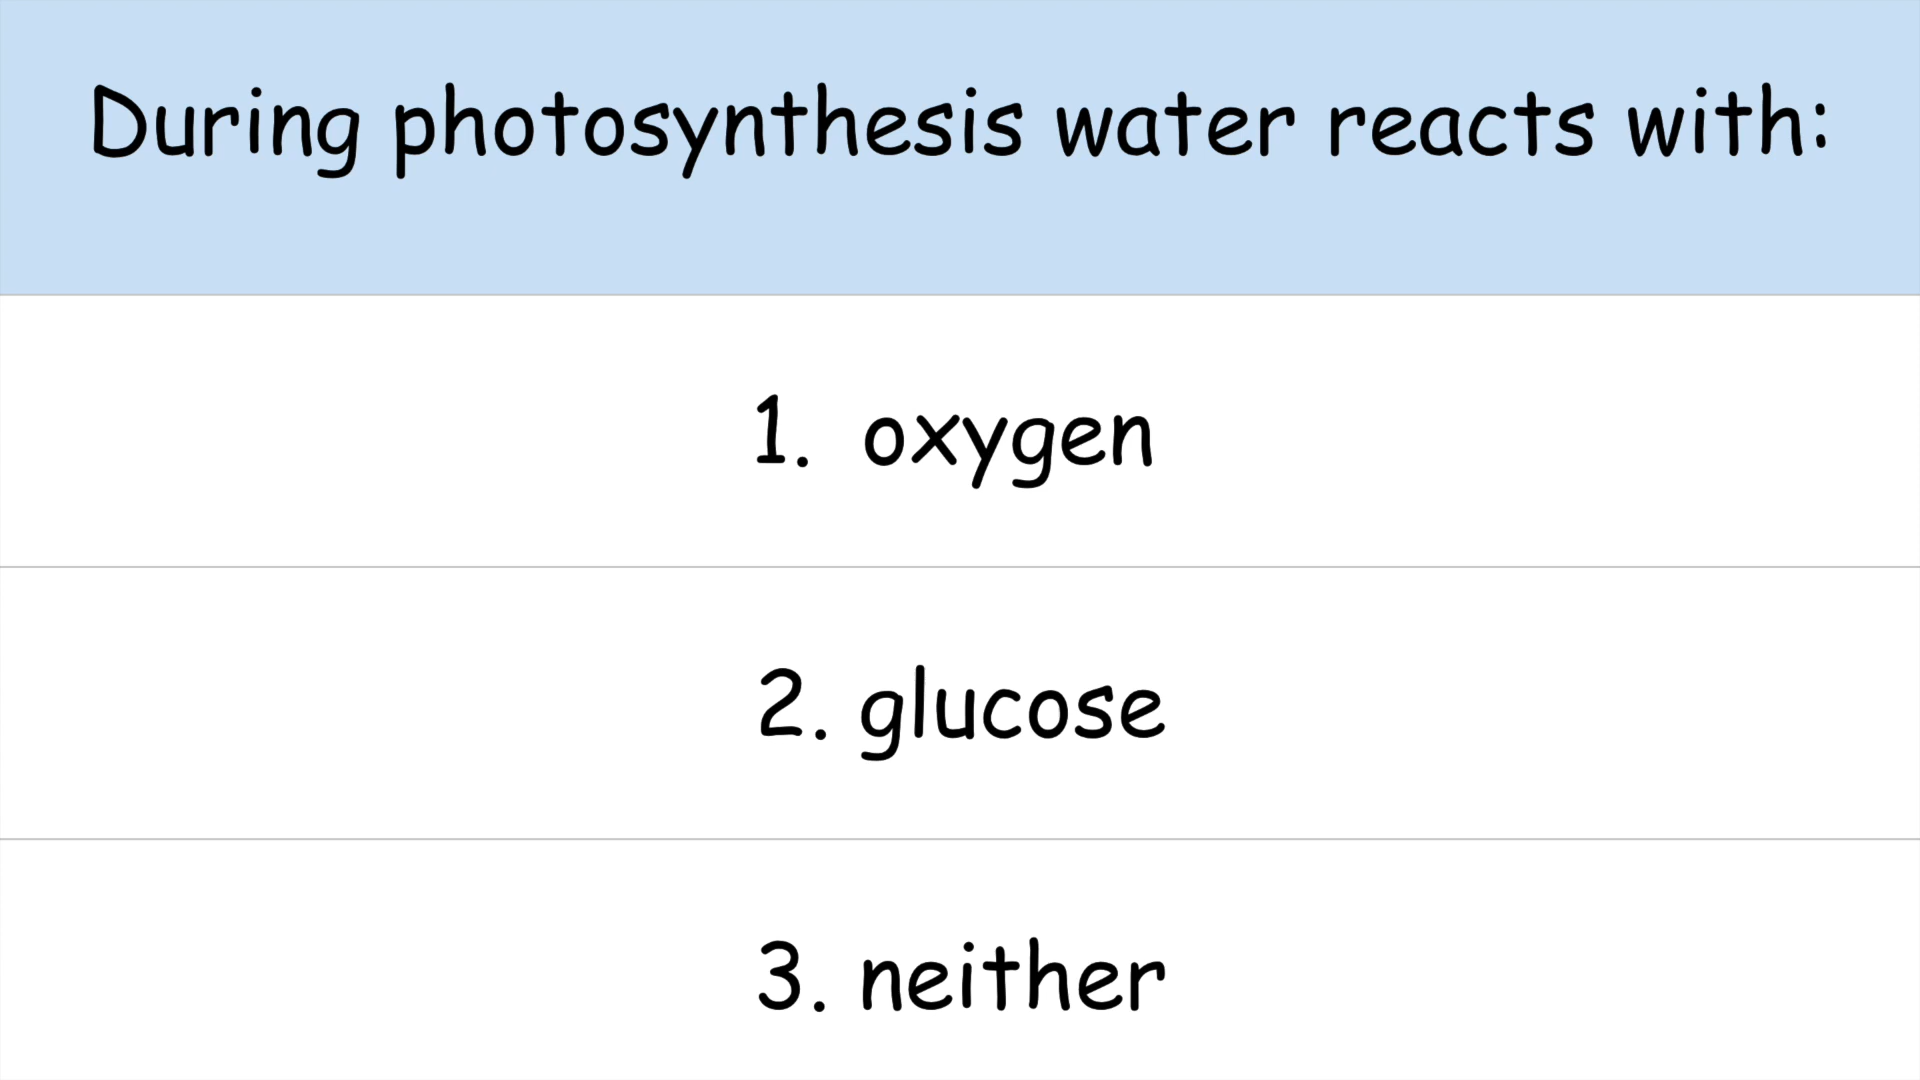 During photosynthesis water reacts with:
1. oxygen
2. glucose
3. neither